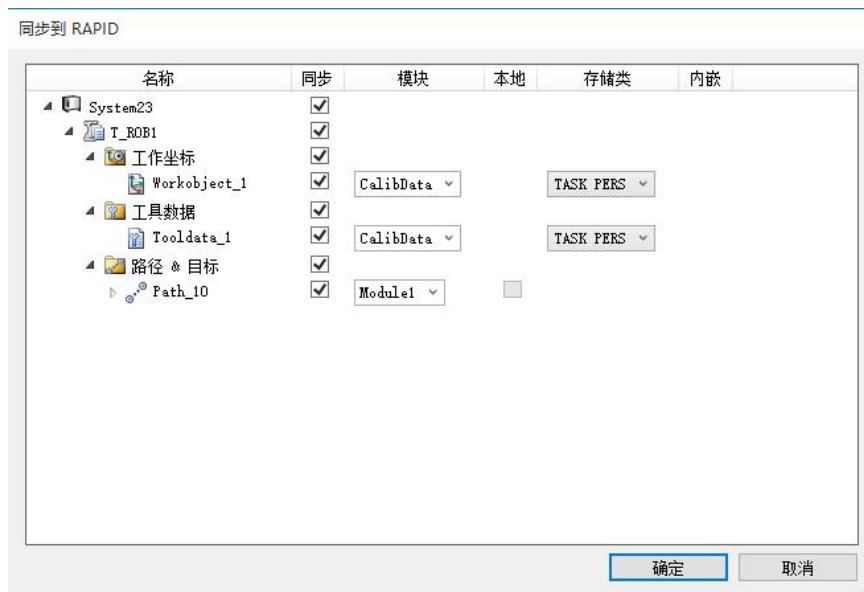 同步到 RAPID
名称 同步 模块 本地 存储类 内嵌
System23
T_ROB1
工作坐标
Workobject_1 CalibData TASK PERS
工具数据
Tooldata_1 CalibData TASK PERS
路径 & 目标
Path_10 Module1
确定 取消